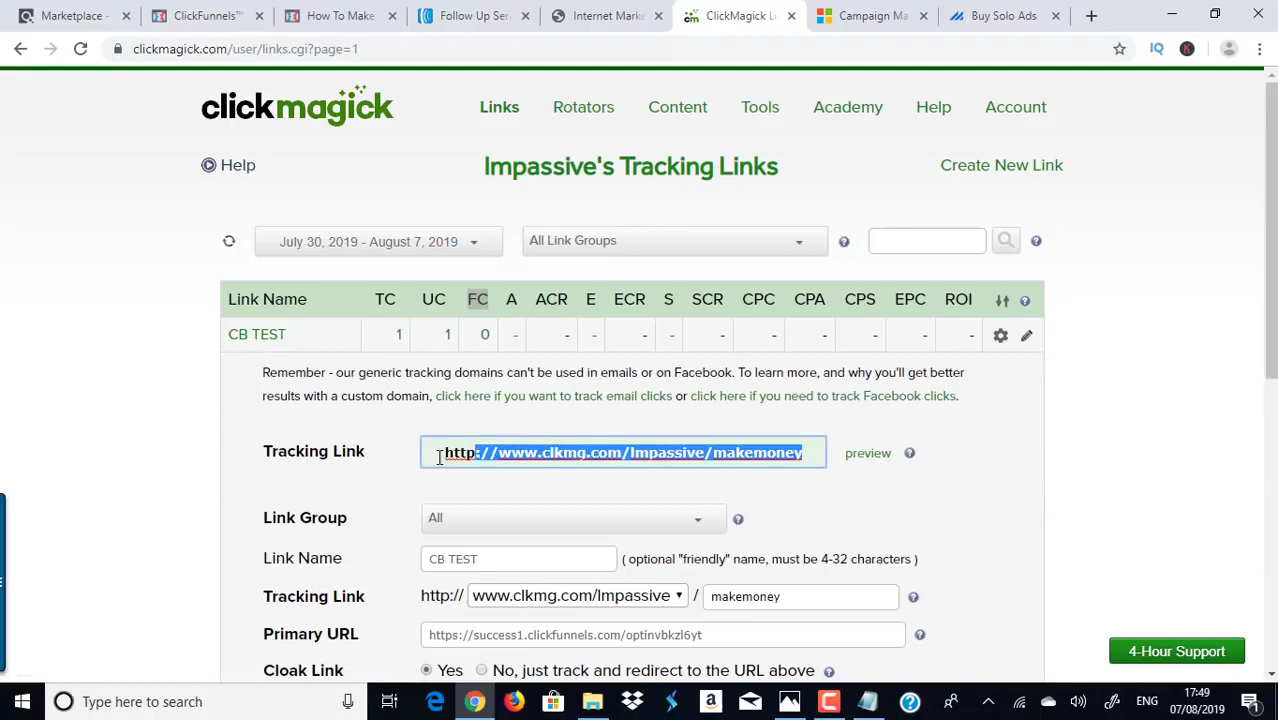 Marketplace - 
ClickFunnels™
How To Make
Follow Up Ser
Internet Marke
ClickMagick Li
Campaign Ma
Buy Solo Ads
clickmagick.com/user/links.cgi?page=1
IQ
K
clickmagick
Links
Rotators
Content
Tools
Academy
Help
Account
Help
Impassive's Tracking Links
Create New Link
July 30, 2019 - August 7, 2019
All Link Groups
Link Name TC UC FC A ACR E ECR S SCR CPC CPA CPS EPC ROI
CB TEST 1 1 0 - - - - - - - - - - -
Remember - our generic tracking domains can't be used in emails or on Facebook. To learn more, and why you'll get better
results with a custom domain, click here if you want to track email clicks or click here if you need to track Facebook clicks.
Tracking Link http://www.clkmg.com/Impassive/makemoney preview
Link Group All
Link Name CB TEST ( optional "friendly" name, must be 4-32 characters )
Tracking Link http:// www.clkmg.com/Impassive / makemoney
Primary URL https://success1.clickfunnels.com/optinvbkzl6yt
Cloak Link Yes No, just track and redirect to the URL above
4-Hour Support
Type here to search
ENG
17:49
07/08/2019